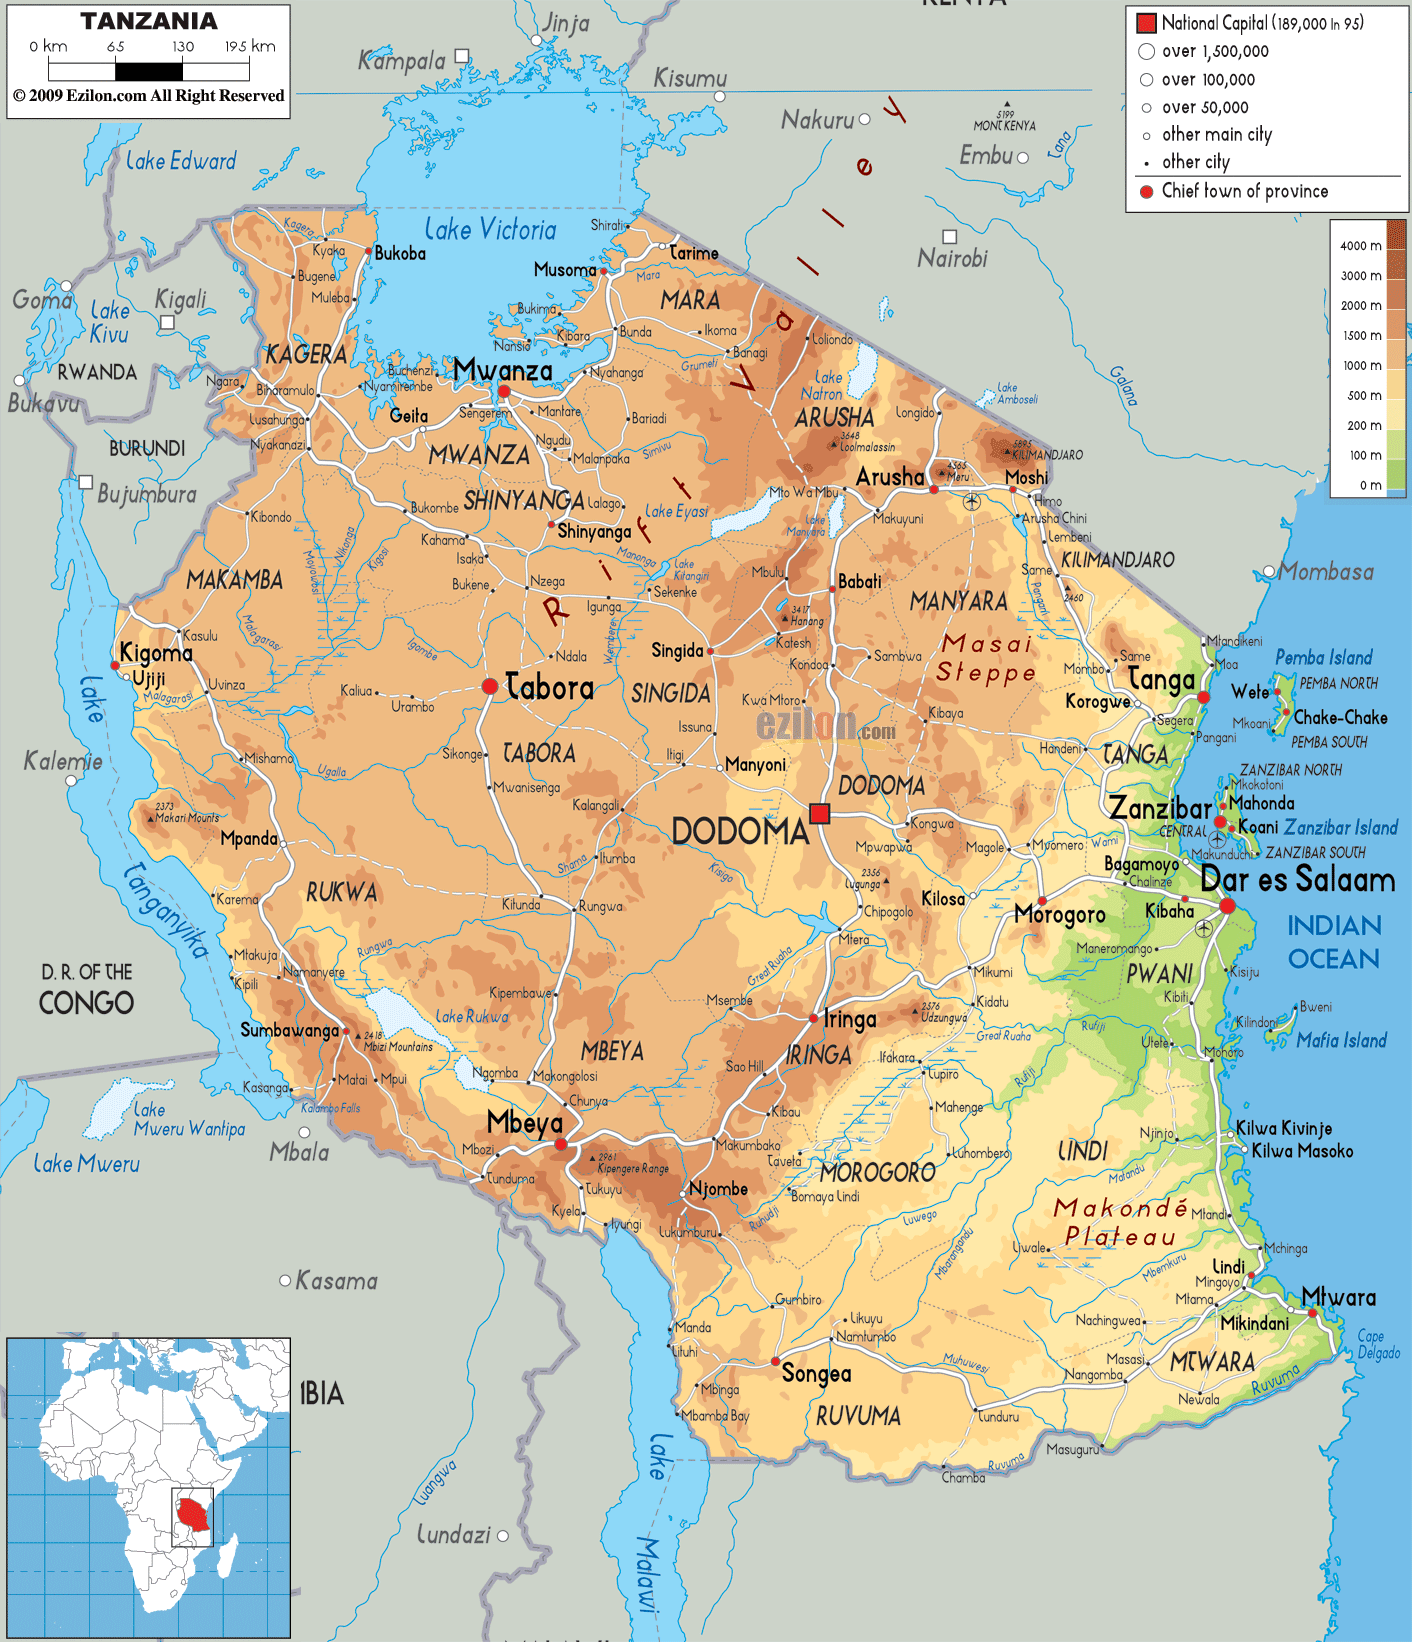 TANZANIA
0 km 65 130 195 km
© 2009 Ezilon.com All Right Reserved
National Capital (189,000 in 95)
over 1,500,000
over 100,000
over 50,000
other main city
other city
Chief town of province
4000 m
3000 m
2000 m
1500 m
1000 m
500 m
200 m
100 m
0 m
KENYA
Jinja
Kampala
Kisumu
Nakuru
5199
MONT KENYA
Embu
Tana
Nairobi
Galana
Mombasa
Lake Edward
Goma
Kigali
Lake
Kivu
RWANDA
Bukavu
BURUNDI
Bujumbura
Kalemie
D. R. OF THE
CONGO
Lake
Tanganyika
Lake
Mweru Wantipa
Lake Mweru
Mbala
Kasama
IBIA
Lundazi
Luangwa
Lake
Malawi
Lake Victoria
Kagera
Kyaka
Bukoba
Bugene
Muleba
KAGERA
Ngara
Biharamulo
Lusahunga
Nyakanazi
Buchenzi
Nyamirembe
Geita
Mwanza
Sengerem
Mantare
Nansio
Kibara
Bukima
Bunda
Musoma
Shirati
Tarime
Mara
MARA
Ikoma
Banagi
Grumeti
Nyahanga
Bariadi
Ngudu
Malanpaka
Simivu
MWANZA
SHINYANGA
Lalago
Shinyanga
Lake Eyasi
Manonga
Lake
Kitangiri
Rift Valley
Loliondo
Lake
Natron
Lake
Amboseli
ARUSHA
3648
Loolmalassin
Longido
5895
KILIMANDJARO
4565
Meru
Arusha
Moshi
Himo
Arusha Chini
Mto Wa Mbu
Makuyuni
Lake
Manyara
Lembeni
KILIMANDJARO
Same
2460
Pangani
Mbulu
Babati
MANYARA
3417
Hanang
Katesh
Masai
Steppe
Kibondo
Bukombe
Kahama
Isaka
Bukene
Nzega
Igunga
Sekenke
Nikonga
Moyowosi
Kigosi
MAKAMBA
Malagarasi
Kasulu
Kigoma
Ujiji
Malagarasi
Uvinza
Igombe
Ndala
Wembere
Singida
SINGIDA
Kondoa
Sambwa
Kwa Mtoro
Kibaya
Kaliua
Urambo
Tabora
TABORA
Issuna
Itigi
Manyoni
ezilon.com
Sikonge
Mwanisenga
Kalangali
Mishamo
Ugalla
2373
Makari Mounts
Mpanda
RUKWA
Karema
Shama
Itumba
Kitunda
Rungwa
Rungwa
Kisigo
DODOMA
DODOMA
Kongwa
Mpwapwa
Magole
Mvomero
Wami
2356
Lugunga
Chipogolo
Kilosa
Morogoro
Mtera
Great Ruaha
Mikumi
Kidatu
2576
Udzungwa
Msembe
Iringa
IRINGA
Great Ruaha
Ifakara
Lupiro
Mahenge
Rufiji
Luhombero
Mtandikeni
Moa
Mombo
Same
Korogwe
Tanga
Segera
Pangani
Handeni
TANGA
Pemba Island
PEMBA NORTH
Wete
Chake-Chake
Mkoani
PEMBA SOUTH
ZANZIBAR NORTH
Mkokotoni
Mahonda
Zanzibar
CENTRAL
Koani
Zanzibar Island
Makunduchi
ZANZIBAR SOUTH
Bagamoyo
Chalinze
Dar es Salaam
Kibaha
INDIAN
OCEAN
Maneromango
PWANI
Kisiju
Kibiti
Bweni
Kilindoni
Mafia Island
Rufiji
Utete
Mohoro
Mtakuja
Kipili
Namanyere
Sumbawanga
2418
Mbizi Mountains
Lake Rukwa
Kipembawe
MBEYA
Kasanga
Matai
Mpui
Kalambo Falls
Ngomba
Makongolosi
Chunya
Mbeya
Mbozi
Tunduma
2961
Kipengere Range
Tukuyu
Kyela
Iyungi
Sao Hill
Kibau
Makumbako
Taveta
Njombe
Bomaya Lindi
MOROGORO
Ruhudji
Lukumburu
Luwego
Mbarangandu
Njinjo
LINDI
Kilwa Kivinje
Kilwa Masoko
Matandu
Makondé
Plateau
Liwale
Mtandi
Mbemkuru
Mchinga
Lindi
Mingoyo
Mtama
Mikindani
Mtwara
Nachingwea
Cape
Delgado
Masasi
MTWARA
Nangomba
Newala
Ruvuma
Masuguru
Gumbiro
Manda
Lituhi
Likuyu
Namtumbo
Songea
Muhuwesi
Mbinga
Mbamba Bay
RUVUMA
Tunduru
Chamba
Ruvuma